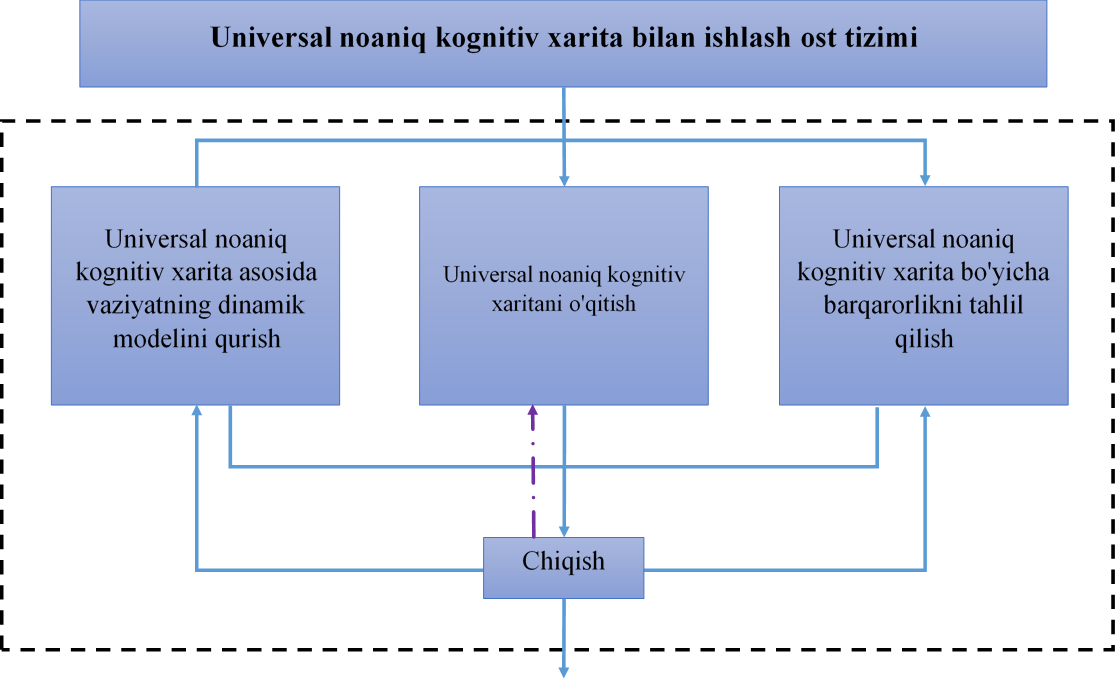 Universal noaniq kognitiv xarita bilan ishlash ost tizimi
Universal noaniq
kognitiv xarita asosida
vaziyatning dinamik
modelini qurish
Universal noaniq kognitiv
xaritani o'qitish
Universal noaniq
kognitiv xarita bo'yicha
barqarorlikni tahlil
qilish
Chiqish